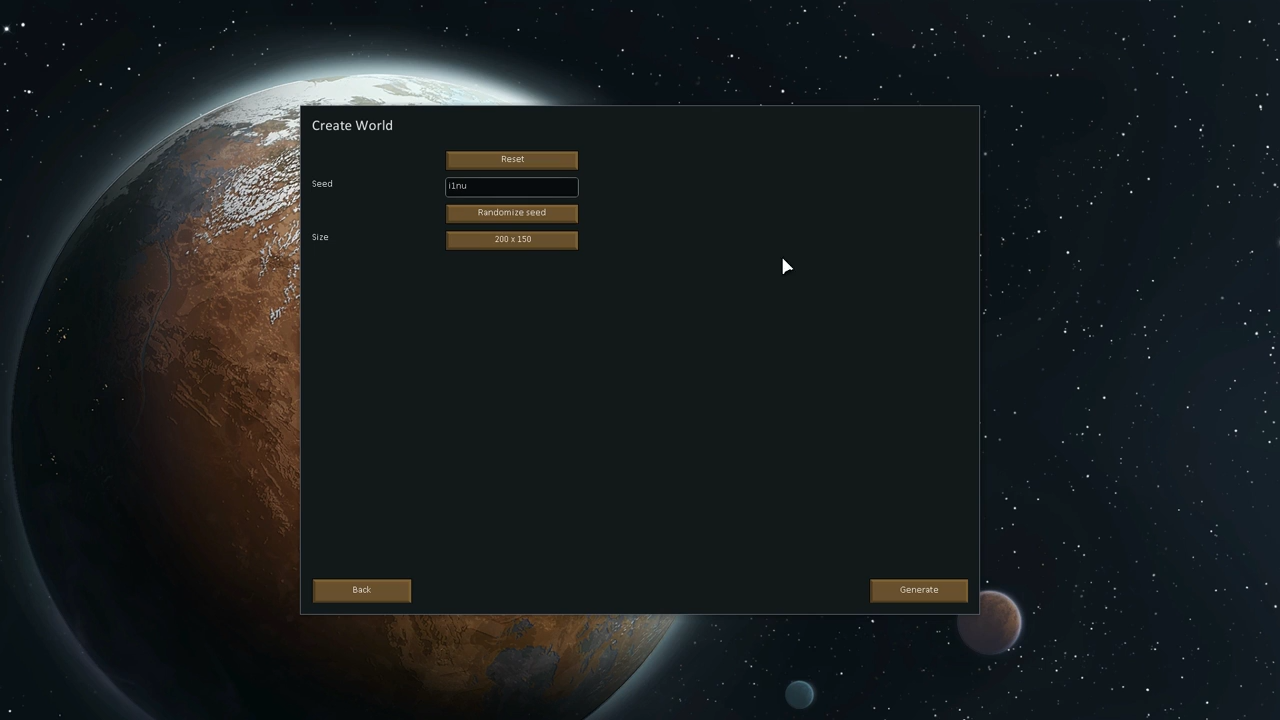 Create World
Reset
Seed
i1nu
Randomize seed
Size
200 x 150
Back
Generate